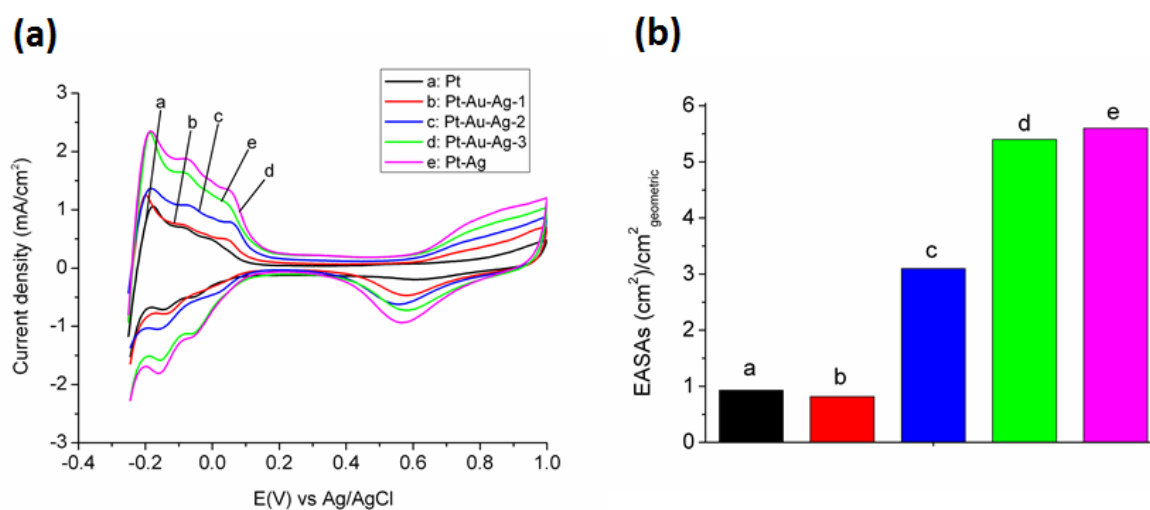 (a)
(b)
a: Pt
b: Pt-Au-Ag-1
c: Pt-Au-Ag-2
d: Pt-Au-Ag-3
e: Pt-Ag
a
b
c
e
d
3
2
1
0
-1
-2
-3
Current density (mA/cm²)
-0.4
-0.2
0.0
0.2
0.4
0.6
0.8
1.0
E(V) vs Ag/AgCl
6
5
4
3
2
1
0
EASAs (cm²)/cm²geometric
a
b
c
d
e